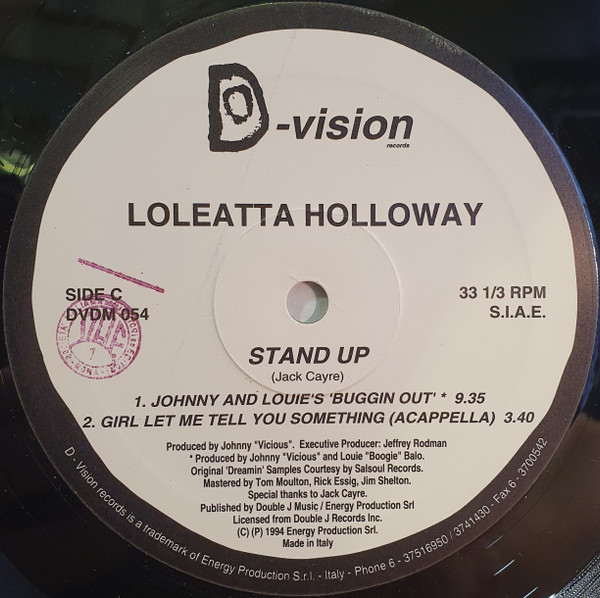 D-vision
records
LOLEATTA HOLLOWAY
SIDE C
DVDM 054
33 1/3 RPM
S.I.A.E.
STAND UP
(Jack Cayre)
1. JOHNNY AND LOUIE'S 'BUGGIN OUT' * 9.35
2. GIRL LET ME TELL YOU SOMETHING (ACAPPELLA) 3.40
Produced by Johnny "Vicious". Executive Producer: Jeffrey Rodman
* Produced by Johnny "Vicious" and Louie "Boogie" Balo.
Original 'Dreamin' Samples Courtesy by Salsoul Records.
Mastered by Tom Moulton, Rick Essig, Jim Shelton.
Special thanks to Jack Cayre.
Published by Double J Music / Energy Production Srl
Licensed from Double J Records Inc.
(C) (P) 1994 Energy Production Srl.
Made in Italy
D - Vision records is a trademark of Energy Production S.r.l. - Italy - Phone 6 - 37516950 / 3741430 - Fax 6 - 3700542